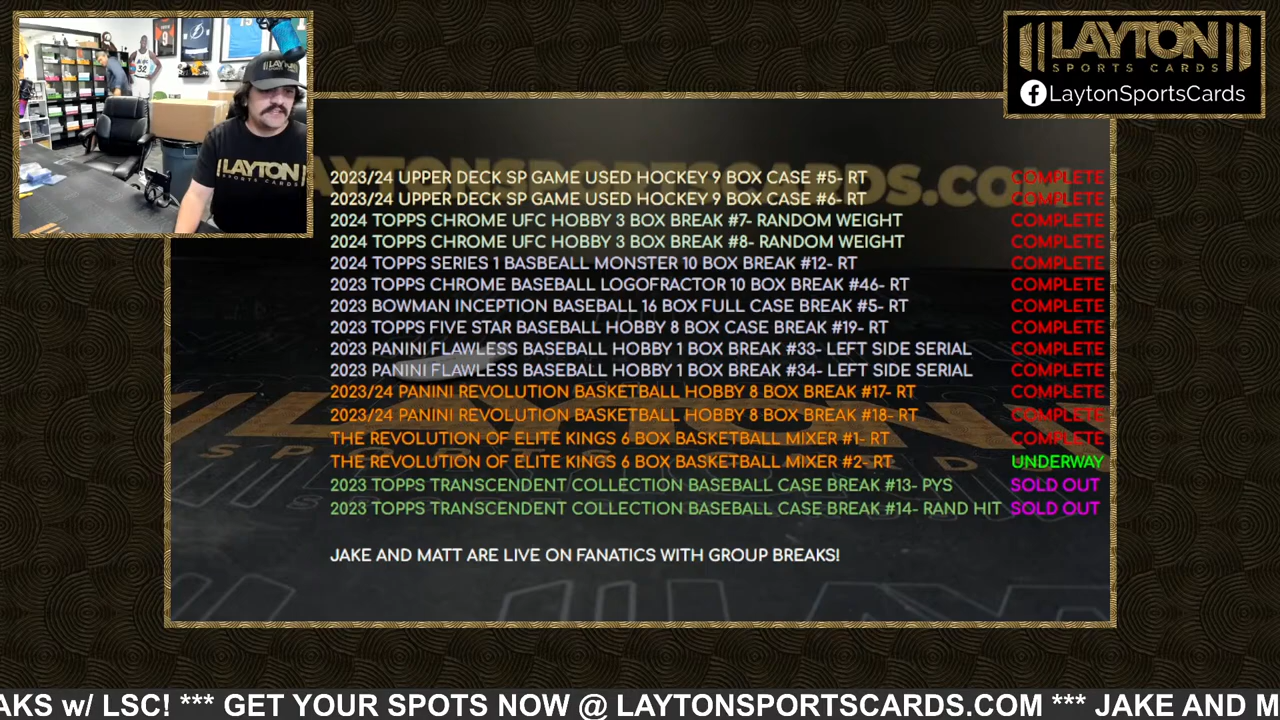 LAYTON
SPORTS CARDS
LaytonSportsCards
LAYTON
SPORTS CARDS
LAYTONSPORTSCARDS.COM
2023/24 UPPER DECK SP GAME USED HOCKEY 9 BOX CASE #5- RT COMPLETE
2023/24 UPPER DECK SP GAME USED HOCKEY 9 BOX CASE #6- RT COMPLETE
2024 TOPPS CHROME UFC HOBBY 3 BOX BREAK #7- RANDOM WEIGHT COMPLETE
2024 TOPPS CHROME UFC HOBBY 3 BOX BREAK #8- RANDOM WEIGHT COMPLETE
2024 TOPPS SERIES 1 BASBEALL MONSTER 10 BOX BREAK #12- RT COMPLETE
2023 TOPPS CHROME BASEBALL LOGOFRACTOR 10 BOX BREAK #46- RT COMPLETE
2023 BOWMAN INCEPTION BASEBALL 16 BOX FULL CASE BREAK #5- RT COMPLETE
2023 TOPPS FIVE STAR BASEBALL HOBBY 8 BOX CASE BREAK #19- RT COMPLETE
2023 PANINI FLAWLESS BASEBALL HOBBY 1 BOX BREAK #33- LEFT SIDE SERIAL COMPLETE
2023 PANINI FLAWLESS BASEBALL HOBBY 1 BOX BREAK #34- LEFT SIDE SERIAL COMPLETE
2023/24 PANINI REVOLUTION BASKETBALL HOBBY 8 BOX BREAK #17- RT COMPLETE
2023/24 PANINI REVOLUTION BASKETBALL HOBBY 8 BOX BREAK #18- RT COMPLETE
THE REVOLUTION OF ELITE KINGS 6 BOX BASKETBALL MIXER #1- RT COMPLETE
THE REVOLUTION OF ELITE KINGS 6 BOX BASKETBALL MIXER #2- RT UNDERWAY
2023 TOPPS TRANSCENDENT COLLECTION BASEBALL CASE BREAK #13- PYS SOLD OUT
2023 TOPPS TRANSCENDENT COLLECTION BASEBALL CASE BREAK #14- RAND HIT SOLD OUT
JAKE AND MATT ARE LIVE ON FANATICS WITH GROUP BREAKS!
AKS w/ LSC! *** GET YOUR SPOTS NOW @ LAYTONSPORTSCARDS.COM *** JAKE AND M